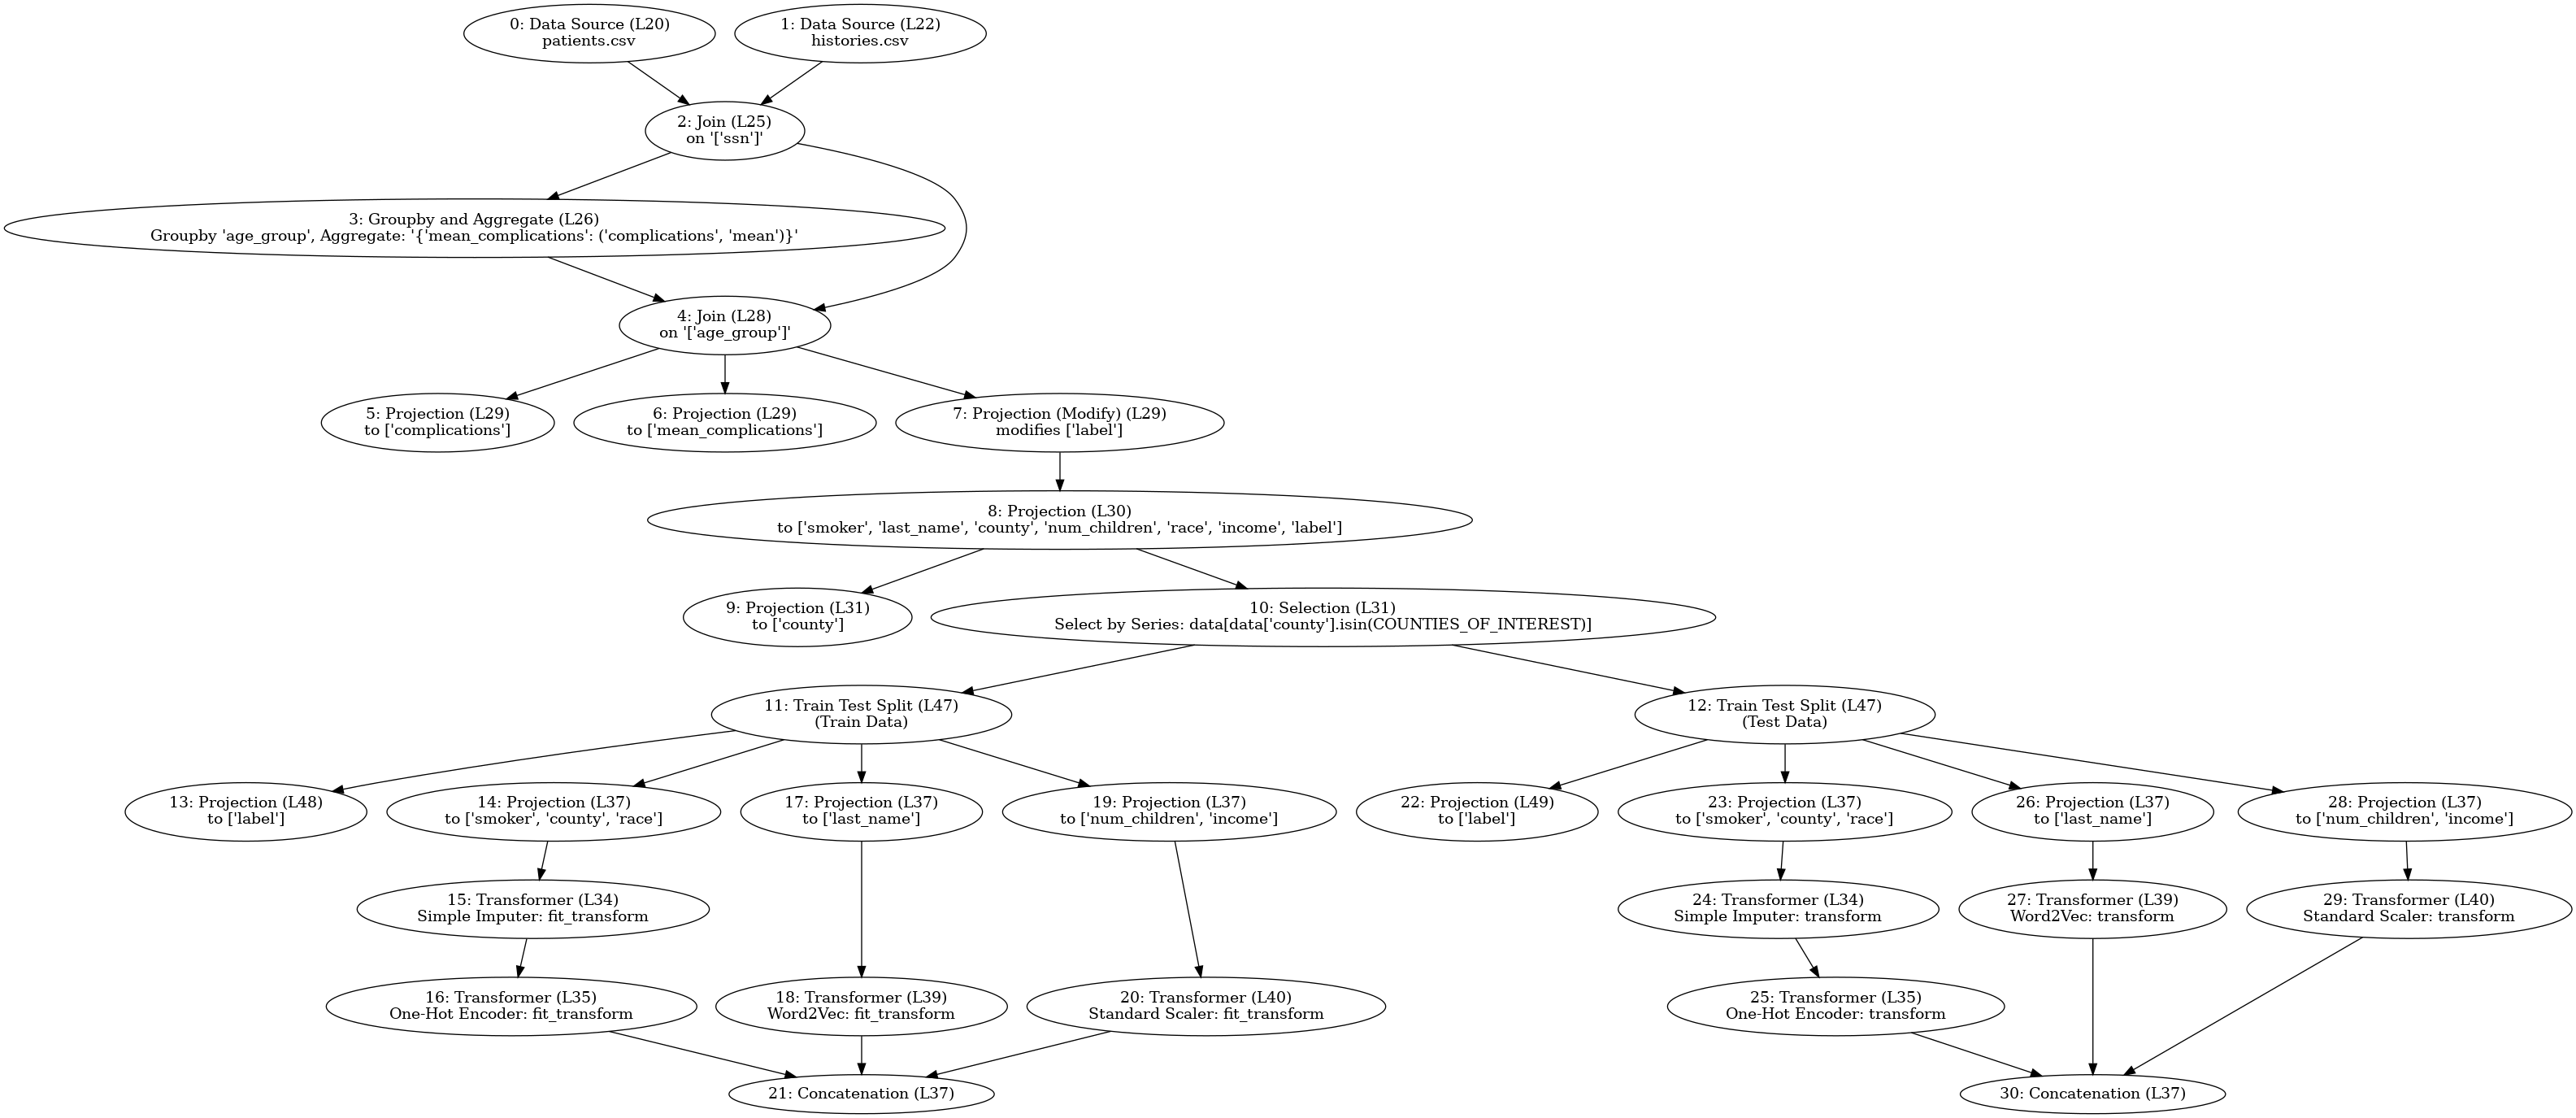 0: Data Source (L20)
patients.csv
1: Data Source (L22)
histories.csv
2: Join (L25)
on '['ssn']'
3: Groupby and Aggregate (L26)
Groupby 'age_group', Aggregate: '{'mean_complications': ('complications', 'mean')}'
4: Join (L28)
on '['age_group']'
5: Projection (L29)
to ['complications']
6: Projection (L29)
to ['mean_complications']
7: Projection (Modify) (L29)
modifies ['label']
8: Projection (L30)
to ['smoker', 'last_name', 'county', 'num_children', 'race', 'income', 'label']
9: Projection (L31)
to ['county']
10: Selection (L31)
Select by Series: data[data['county'].isin(COUNTIES_OF_INTEREST)]
11: Train Test Split (L47)
(Train Data)
12: Train Test Split (L47)
(Test Data)
13: Projection (L48)
to ['label']
14: Projection (L37)
to ['smoker', 'county', 'race']
17: Projection (L37)
to ['last_name']
19: Projection (L37)
to ['num_children', 'income']
22: Projection (L49)
to ['label']
23: Projection (L37)
to ['smoker', 'county', 'race']
26: Projection (L37)
to ['last_name']
28: Projection (L37)
to ['num_children', 'income']
15: Transformer (L34)
Simple Imputer: fit_transform
24: Transformer (L34)
Simple Imputer: transform
27: Transformer (L39)
Word2Vec: transform
29: Transformer (L40)
Standard Scaler: transform
16: Transformer (L35)
One-Hot Encoder: fit_transform
18: Transformer (L39)
Word2Vec: fit_transform
20: Transformer (L40)
Standard Scaler: fit_transform
25: Transformer (L35)
One-Hot Encoder: transform
21: Concatenation (L37)
30: Concatenation (L37)